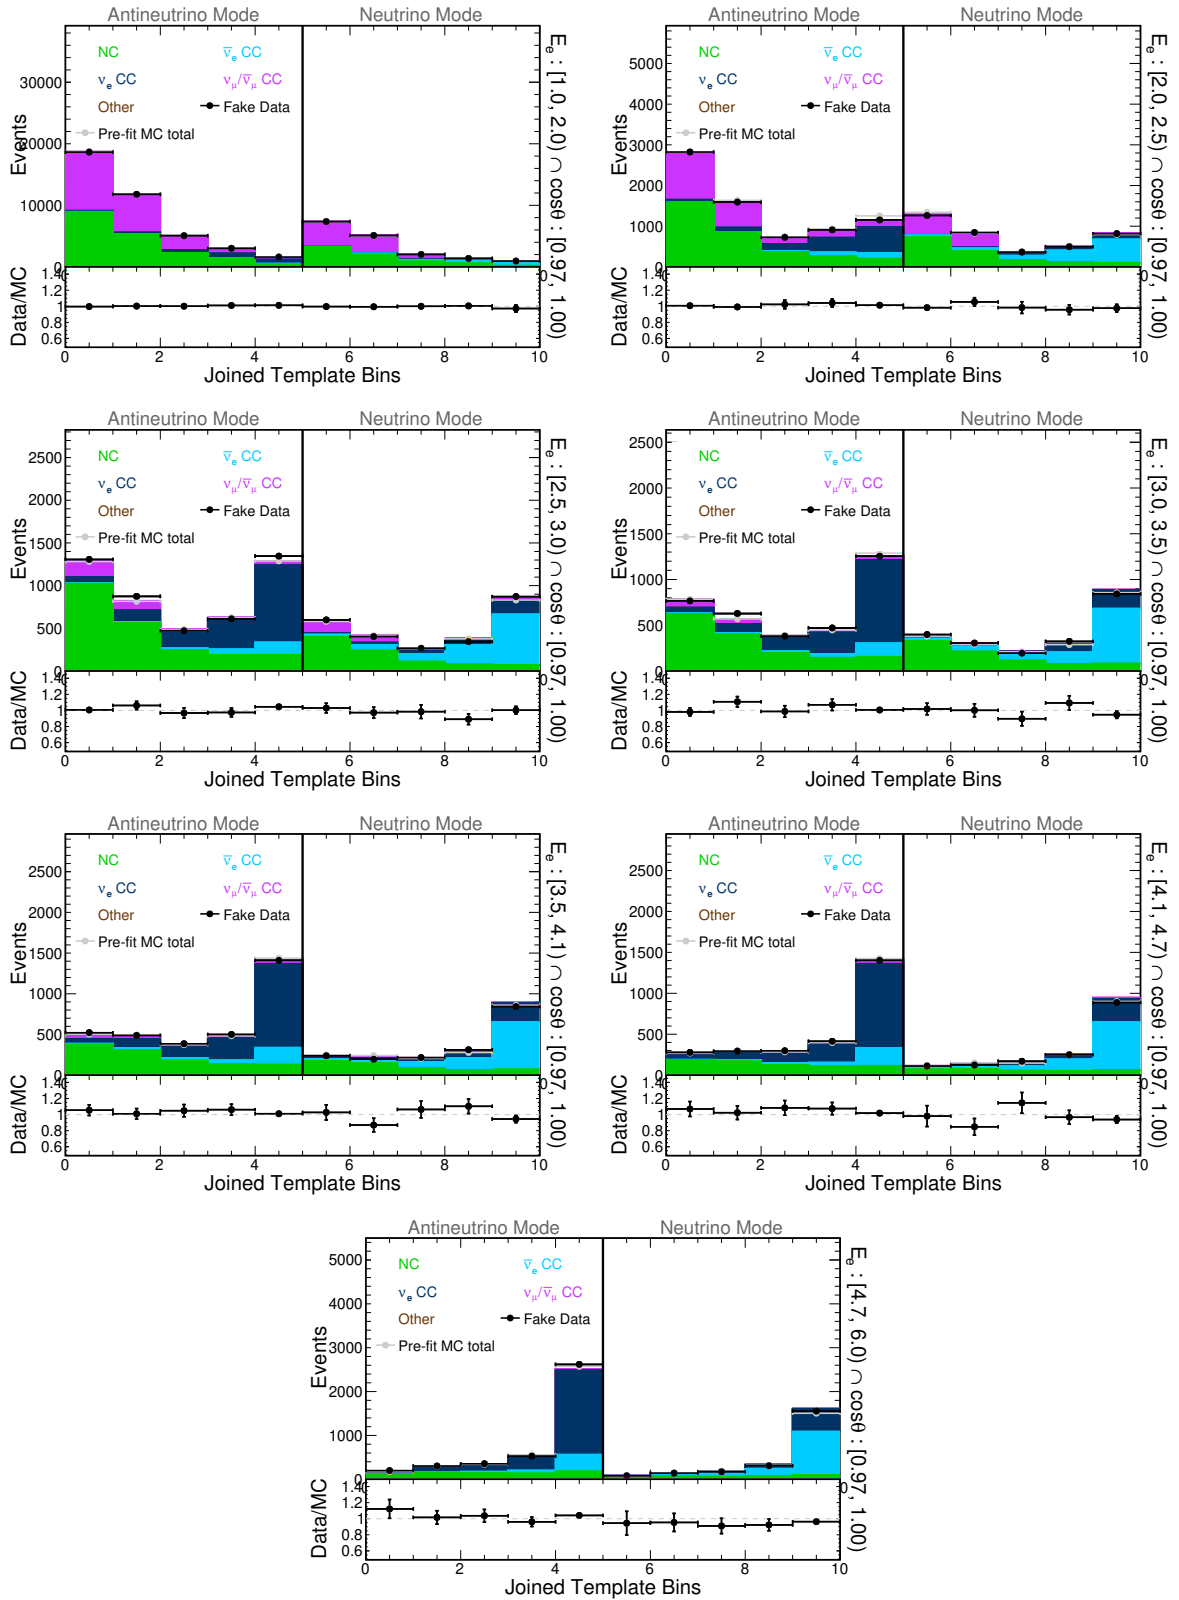 Antineutrino Mode Neutrino Mode
NC ν̅e CC
νe CC νμ/ν̅μ CC
Other Fake Data
Pre-fit MC total
Events
30000
20000
10000
0
Ee : [1.0, 2.0) ∩ cosθ : [0.97, 1.00)
Data/MC
1.4
1.2
1
0.8
0.6
0 2 4 6 8 10
Joined Template Bins
Antineutrino Mode Neutrino Mode
NC ν̅e CC
νe CC νμ/ν̅μ CC
Other Fake Data
Pre-fit MC total
Events
5000
4000
3000
2000
1000
0
Ee : [2.0, 2.5) ∩ cosθ : [0.97, 1.00)
Data/MC
1.4
1.2
1
0.8
0.6
0 2 4 6 8 10
Joined Template Bins
Antineutrino Mode Neutrino Mode
NC ν̅e CC
νe CC νμ/ν̅μ CC
Other Fake Data
Pre-fit MC total
Events
2500
2000
1500
1000
500
0
Ee : [2.5, 3.0) ∩ cosθ : [0.97, 1.00)
Data/MC
1.4
1.2
1
0.8
0.6
0 2 4 6 8 10
Joined Template Bins
Antineutrino Mode Neutrino Mode
NC ν̅e CC
νe CC νμ/ν̅μ CC
Other Fake Data
Pre-fit MC total
Events
2500
2000
1500
1000
500
0
Ee : [3.0, 3.5) ∩ cosθ : [0.97, 1.00)
Data/MC
1.4
1.2
1
0.8
0.6
0 2 4 6 8 10
Joined Template Bins
Antineutrino Mode Neutrino Mode
NC ν̅e CC
νe CC νμ/ν̅μ CC
Other Fake Data
Pre-fit MC total
Events
2500
2000
1500
1000
500
0
Ee : [3.5, 4.1) ∩ cosθ : [0.97, 1.00)
Data/MC
1.4
1.2
1
0.8
0.6
0 2 4 6 8 10
Joined Template Bins
Antineutrino Mode Neutrino Mode
NC ν̅e CC
νe CC νμ/ν̅μ CC
Other Fake Data
Pre-fit MC total
Events
2500
2000
1500
1000
500
0
Ee : [4.1, 4.7) ∩ cosθ : [0.97, 1.00)
Data/MC
1.4
1.2
1
0.8
0.6
0 2 4 6 8 10
Joined Template Bins
Antineutrino Mode Neutrino Mode
NC ν̅e CC
νe CC νμ/ν̅μ CC
Other Fake Data
Pre-fit MC total
Events
5000
4000
3000
2000
1000
0
Ee : [4.7, 6.0) ∩ cosθ : [0.97, 1.00)
Data/MC
1.4
1.2
1
0.8
0.6
0 2 4 6 8 10
Joined Template Bins